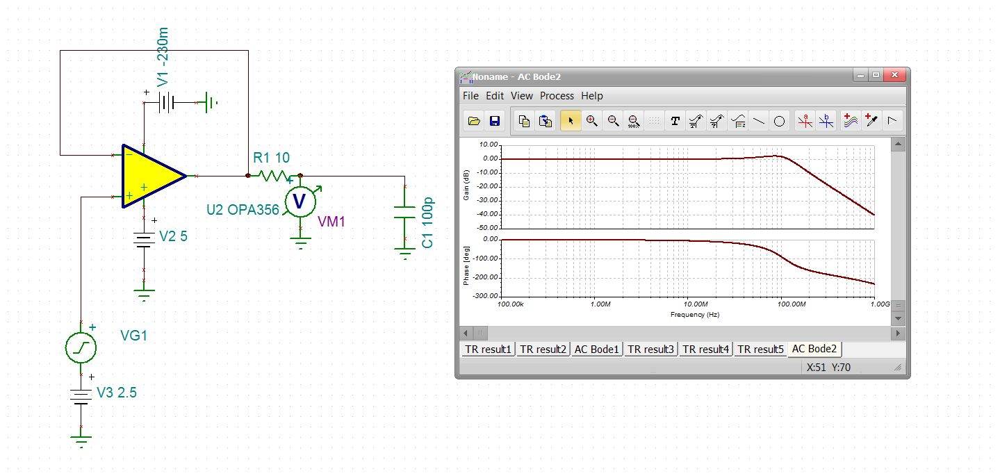 V1 -230m
+
−
+
+
R1 10
+
U2 OPA356
V
VM1
C1 100p
+
V2 5
+
VG1
+
V3 2.5
Noname - AC Bode2
File Edit View Process Help
100%
T
a
b
10.00
0.00
-10.00
-20.00
-30.00
-40.00
-50.00
Gain (dB)
0.00
-100.00
-200.00
-300.00
Phase [deg]
100.00k 1.00M 10.00M 100.00M 1.00G
Frequency (Hz)
TR result1 TR result2 AC Bode1 TR result3 TR result4 TR result5 AC Bode2
X:51 Y:70